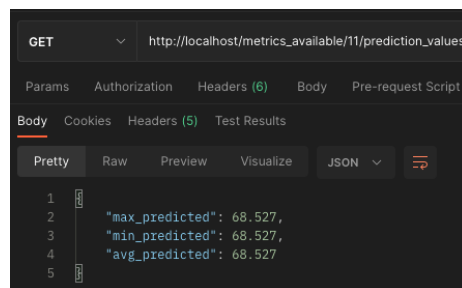 GET http://localhost/metrics_available/11/prediction_values
Params Authorization Headers (6) Body Pre-request Script
Body Cookies Headers (5) Test Results
Pretty Raw Preview Visualize JSON
1 {
2 "max_predicted": 68.527,
3 "min_predicted": 68.527,
4 "avg_predicted": 68.527
5 }